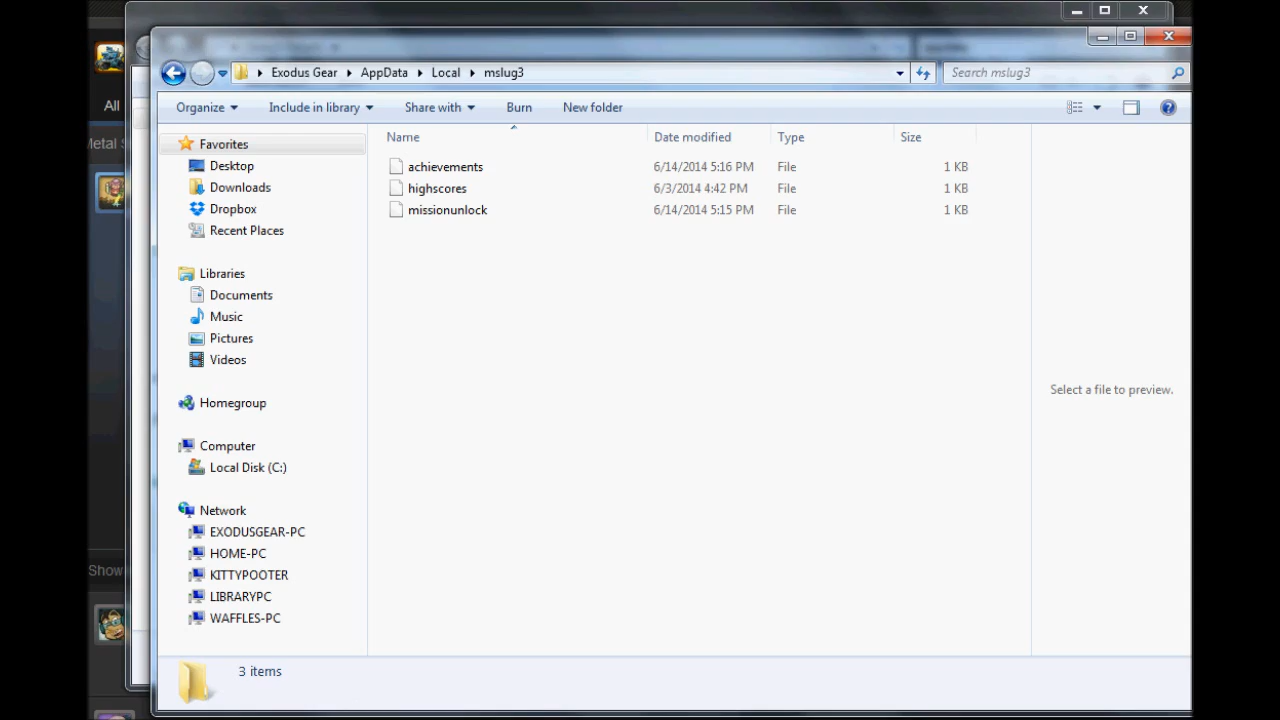 Exodus Gear AppData Local mslug3 Search mslug3
Organize Include in library Share with Burn New folder
All
Name Date modified Type Size
Metal S
Favorites
Desktop
Downloads
Dropbox
Recent Places
Libraries
Documents
Music
Pictures
Videos
Homegroup
Computer
Local Disk (C:)
Network
EXODUSGEAR-PC
HOME-PC
KITTYPOOTER
LIBRARYPC
WAFFLES-PC
achievements 6/14/2014 5:16 PM File 1 KB
highscores 6/3/2014 4:42 PM File 1 KB
missionunlock 6/14/2014 5:15 PM File 1 KB
Select a file to preview.
Show
3 items